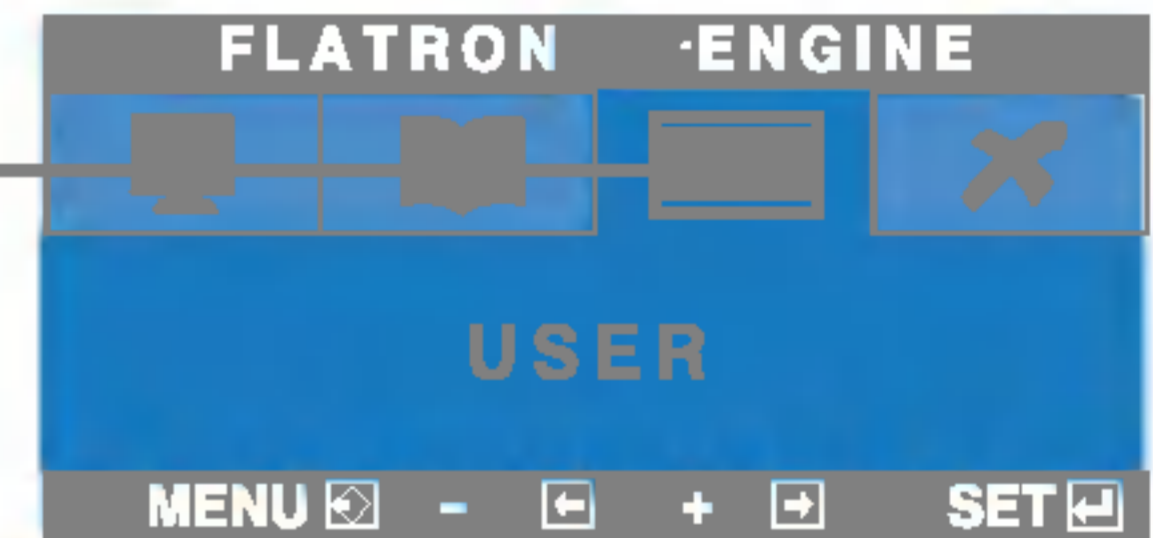 FLATRON -ENGINE
USER
MENU - + SET